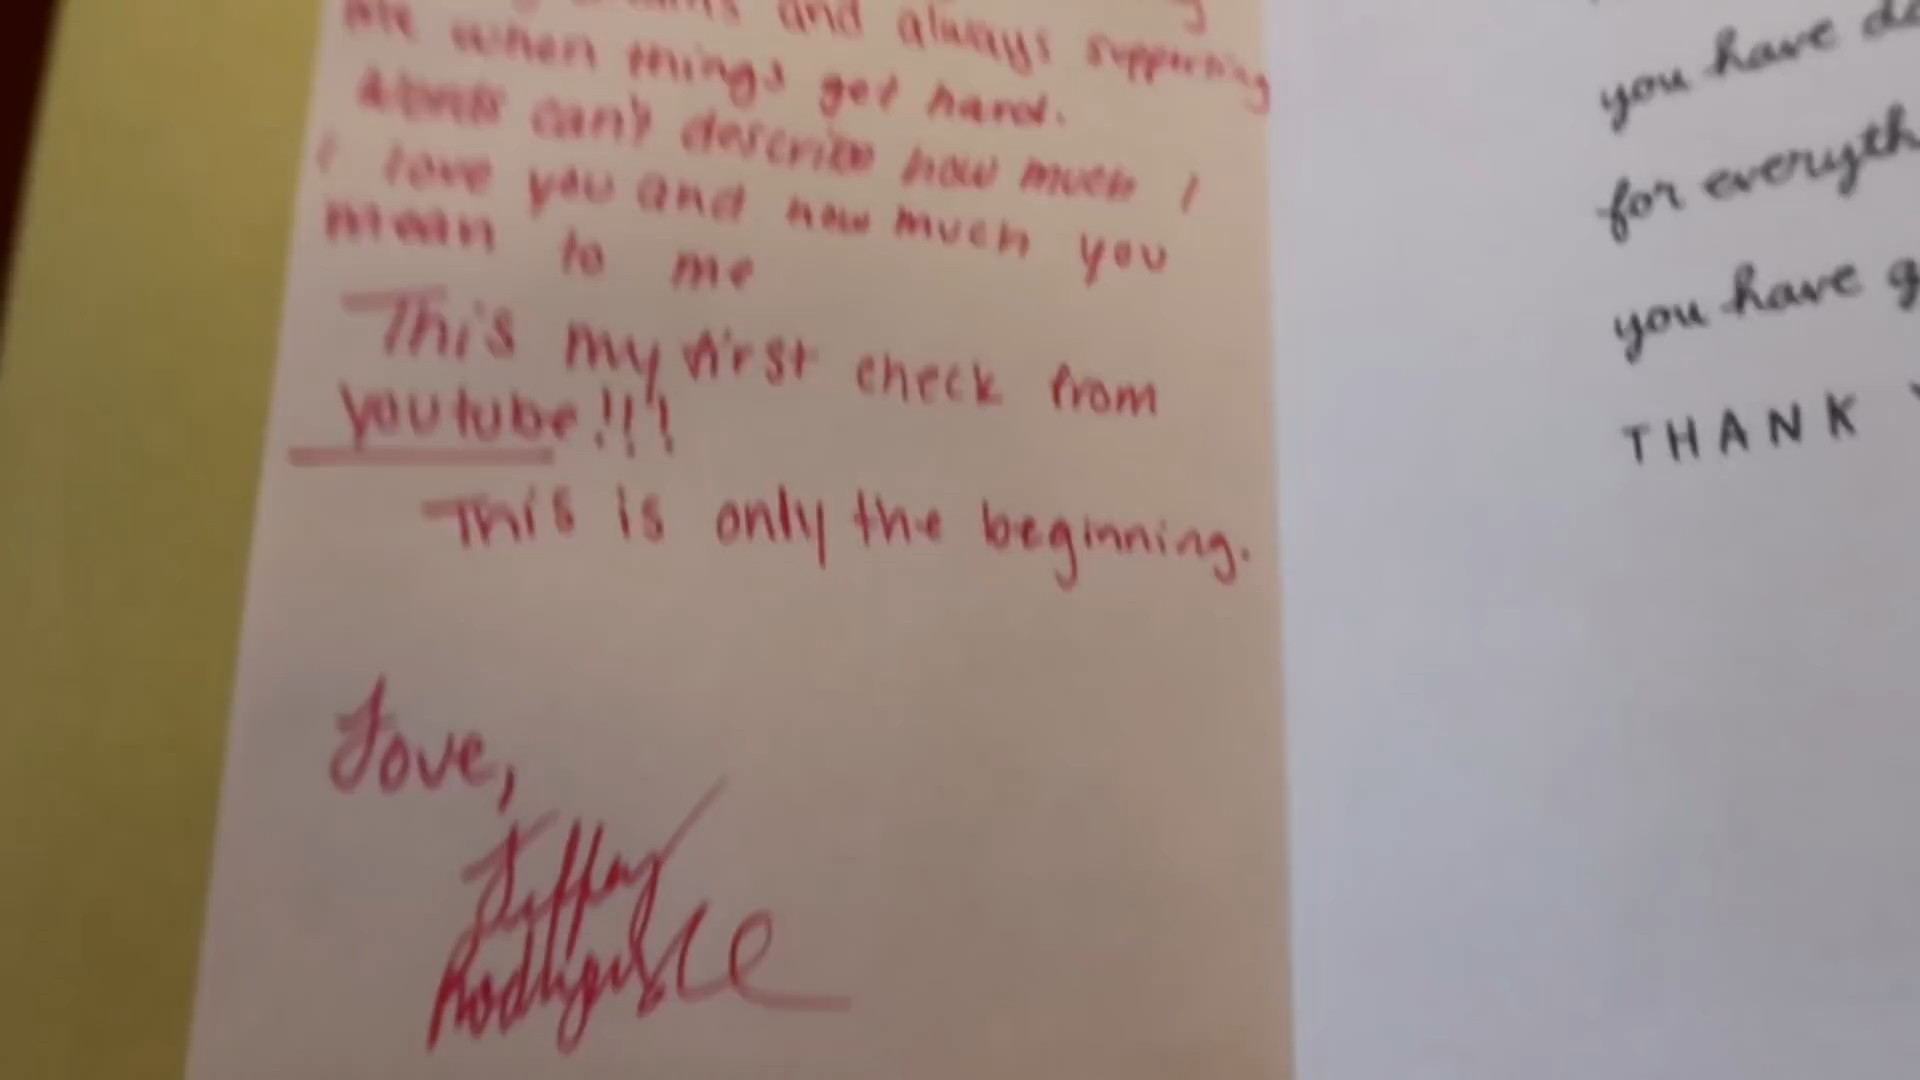 and always supporting
me when things get hard.
Words can't describe how much I
I love you and how much you
mean to me
This my first check from
youtube!!!
This is only the beginning.
Love,
you have
for everyth
you have g
THANK